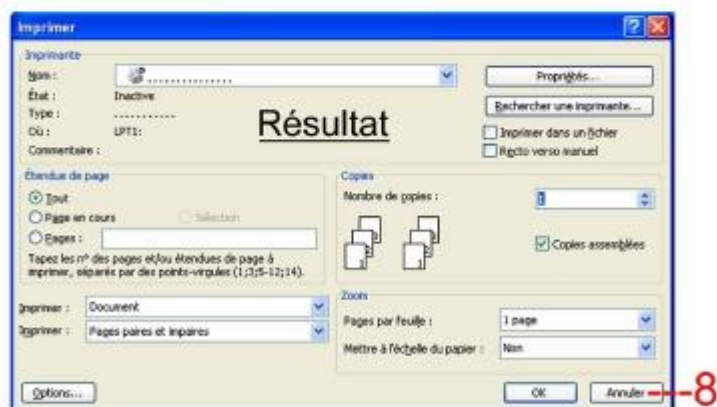 Imprimer
Imprimante
Nom : ...............
État : Inactive
Type : ...........
Où : LPT1:
Commentaire :
Résultat
Propriétés...
Rechercher une imprimante...
Imprimer dans un fichier
Recto verso manuel
Étendue de page
Tout
Page en cours Sélection
Pages :
Tapez les n° des pages et/ou étendues de page à
imprimer, séparés par des points-virgules (1;3;5-12;14).
Copies
Nombre de copies : 1
Copies assemblées
Imprimer : Document
Imprimer : Pages paires et impaires
Zoom
Pages par feuille : 1 page
Mettre à l'échelle du papier : Non
Options... OK Annuler 8